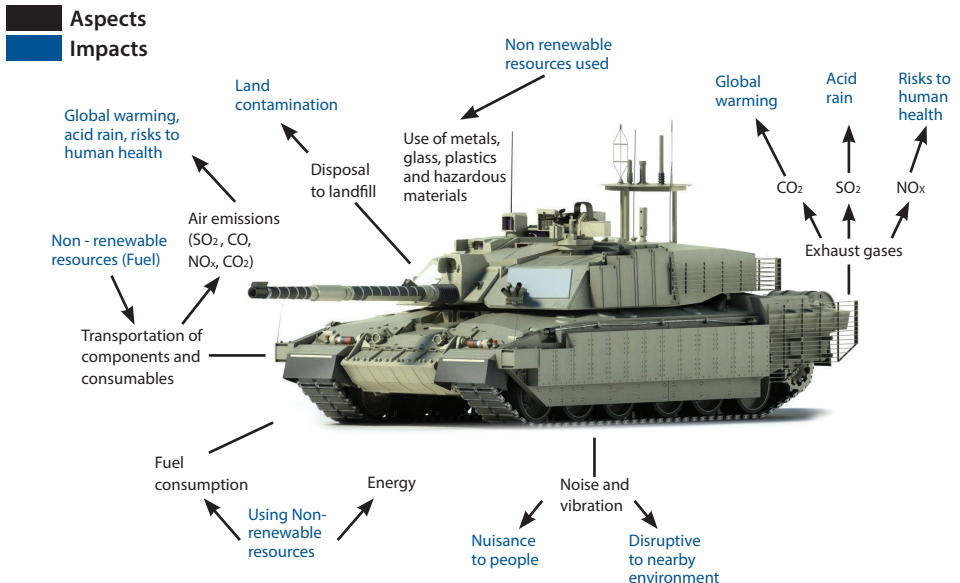 Aspects
Impacts
Non renewable
resources used
Land
contamination
Global warming,
acid rain, risks to
human health
Global
warming
Acid
rain
Risks to
human
health
Use of metals,
glass, plastics
and hazardous
materials
Disposal
to landfill
CO₂
SO₂
NOx
Air emissions
(SO₂ , CO,
NOx, CO₂)
Non - renewable
resources (Fuel)
Exhaust gases
Transportation of
components and
consumables
Fuel
consumption
Energy
Using Non-
renewable
resources
Noise and
vibration
Nuisance
to people
Disruptive
to nearby
environment